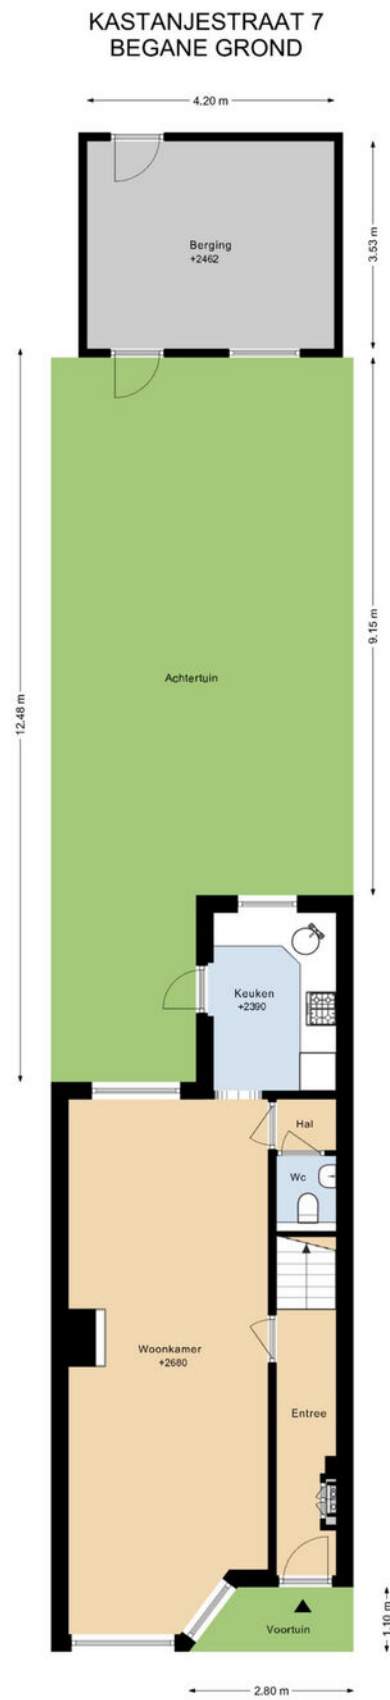 KASTANJESTRAAT 7
BEGANE GROND
4.20 m
Berging
+2462
3.53 m
12.48 m
9.15 m
Achtertuin
Keuken
+2390
Hal
Wc
Woonkamer
+2680
Entree
Voortuin
1.10 m
2.80 m